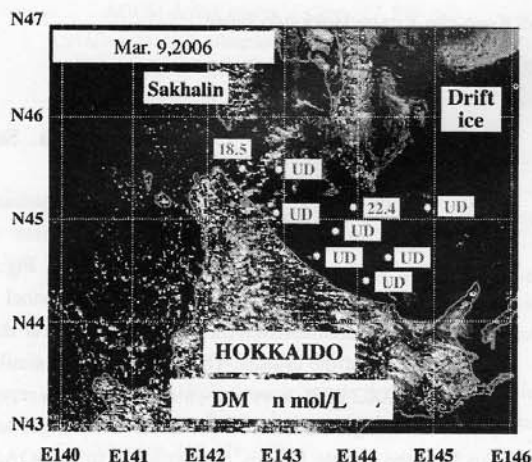 N47
Mar. 9,2006
Sakhalin
Drift
ice
N46
18.5
UD
22.4
UD
UD
N45
UD
UD
UD
UD
N44
HOKKAIDO
DM n mol/L
N43
E140 E141 E142 E143 E144 E145 E146